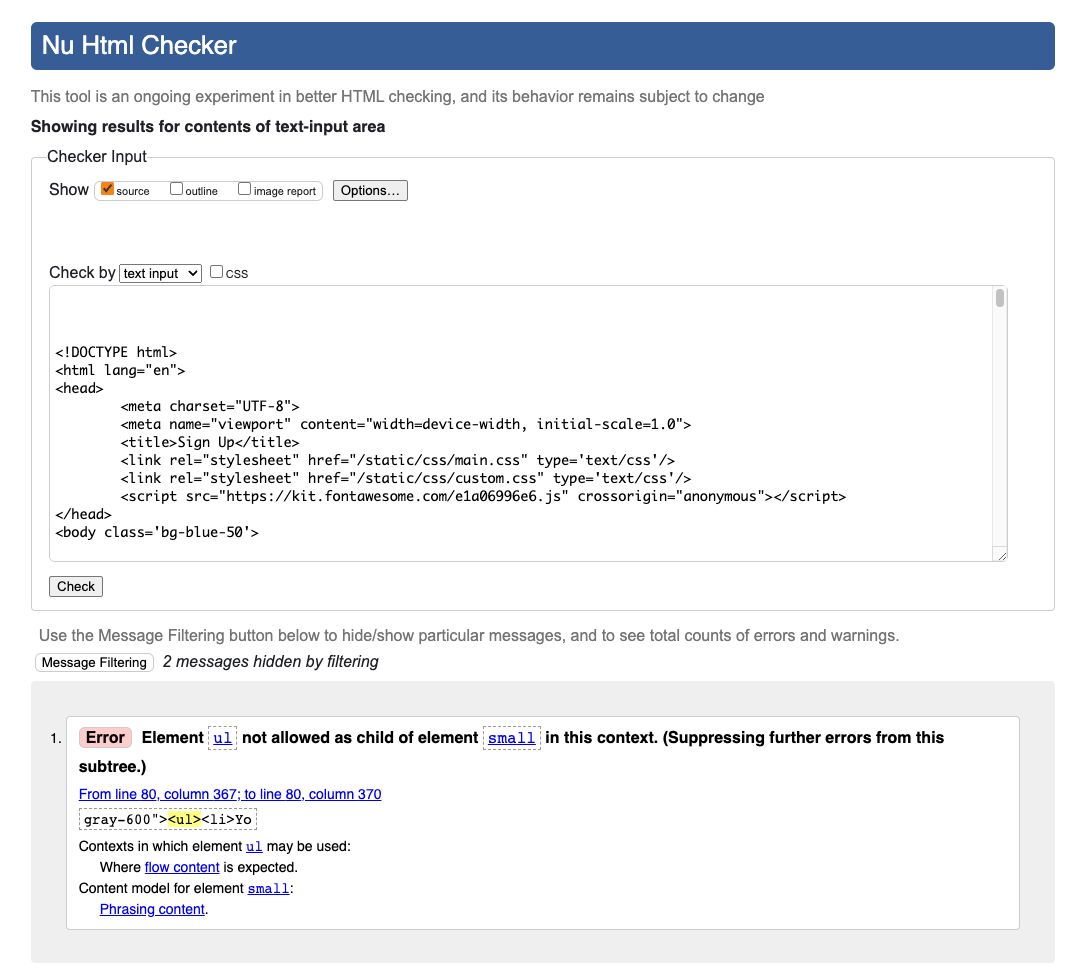 Nu Html Checker
This tool is an ongoing experiment in better HTML checking, and its behavior remains subject to change
Showing results for contents of text-input area
Checker Input
Show source outline image report Options...
Check by text input css
<!DOCTYPE html>
<html lang="en">
<head>
<meta charset="UTF-8">
<meta name="viewport" content="width=device-width, initial-scale=1.0">
<title>Sign Up</title>
<link rel="stylesheet" href="/static/css/main.css" type='text/css'/>
<link rel="stylesheet" href="/static/css/custom.css" type='text/css'/>
<script src="https://kit.fontawesome.com/e1a06996e6.js" crossorigin="anonymous"></script>
</head>
<body class='bg-blue-50'>
Check
Use the Message Filtering button below to hide/show particular messages, and to see total counts of errors and warnings.
Message Filtering 2 messages hidden by filtering
1. Error Element ul not allowed as child of element small in this context. (Suppressing further errors from this
subtree.)
From line 80, column 367; to line 80, column 370
gray-600"><ul><li>Yo
Contexts in which element ul may be used:
Where flow content is expected.
Content model for element small:
Phrasing content.